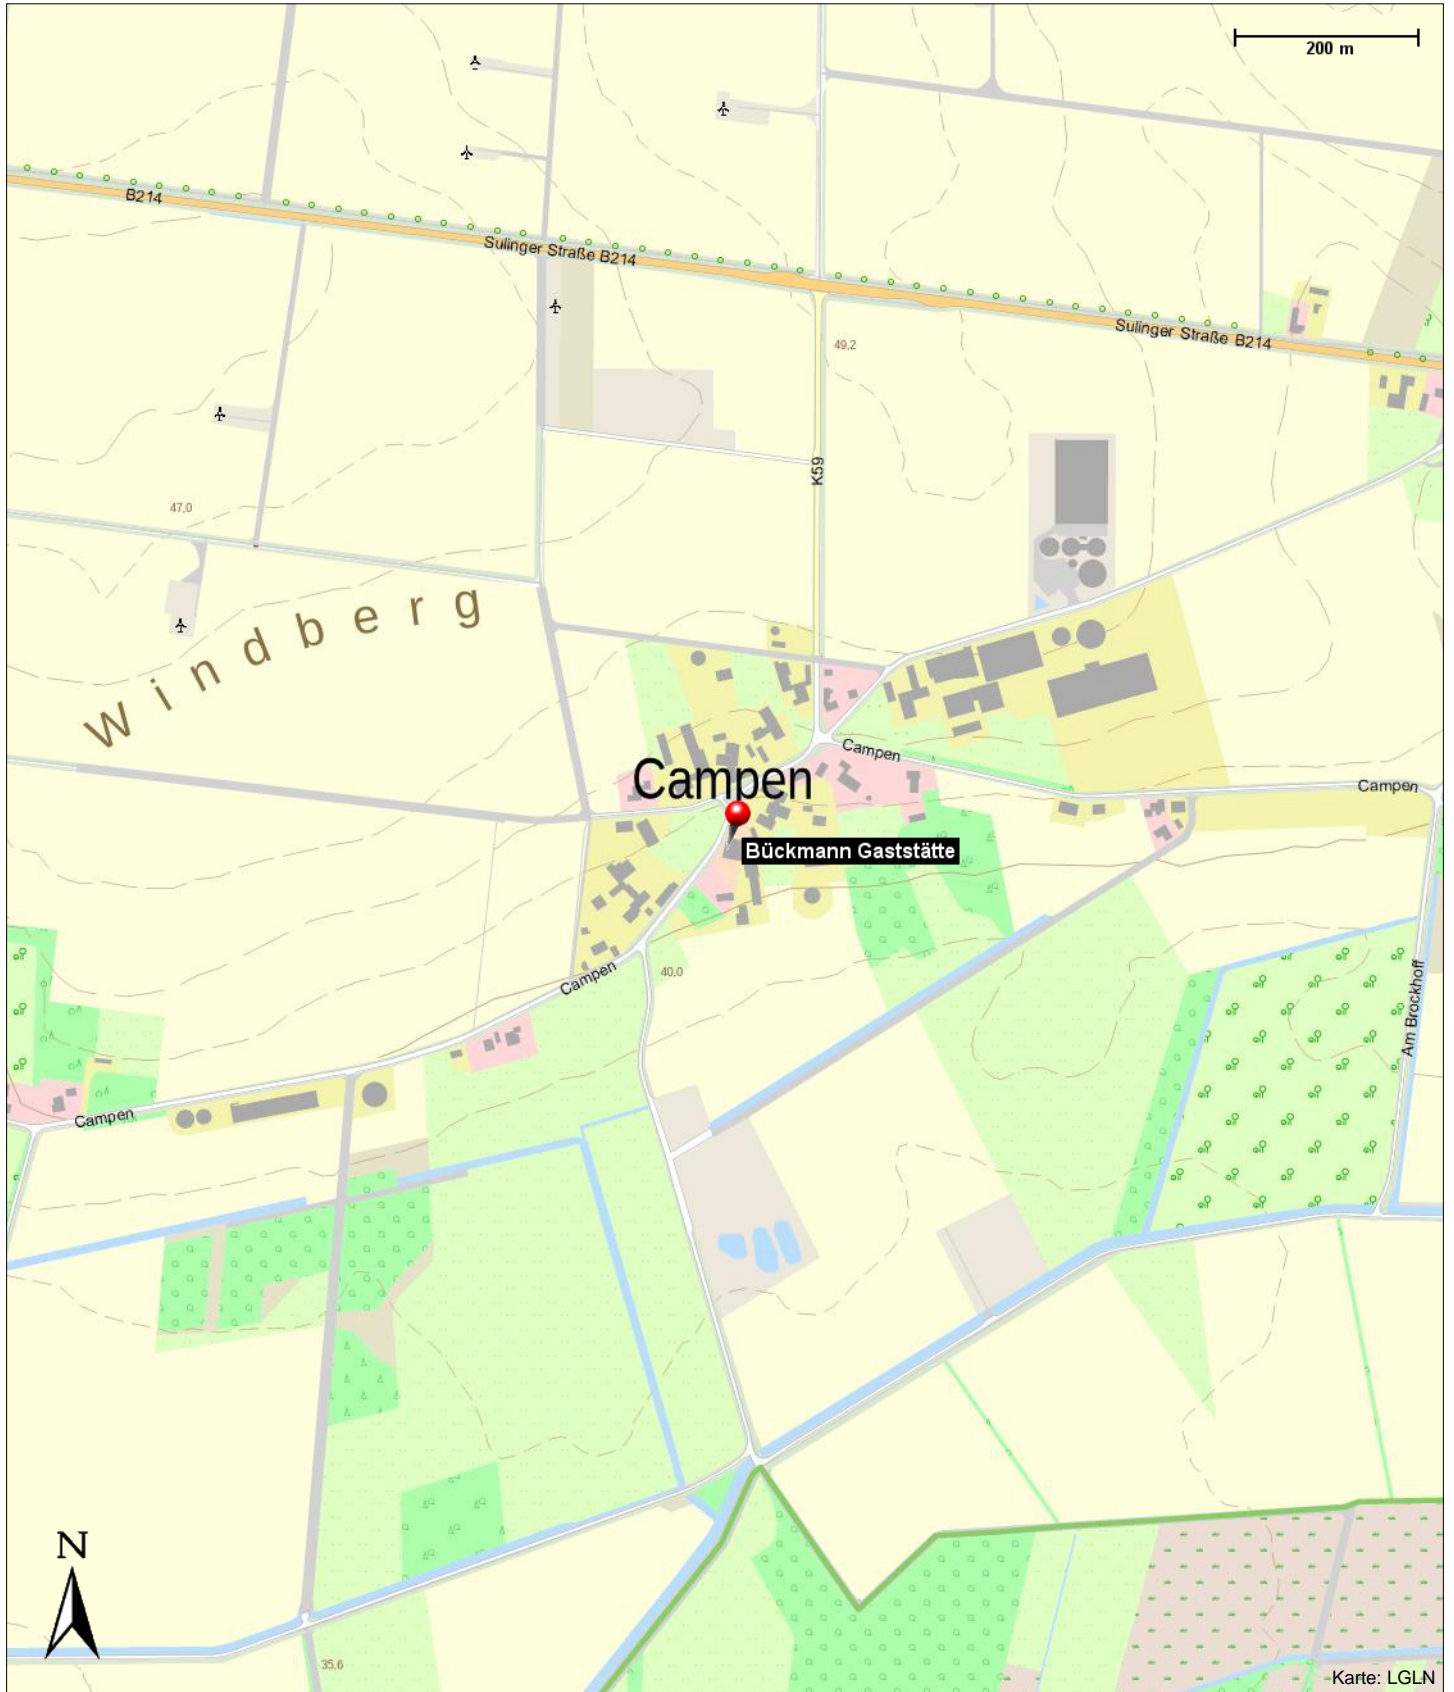 200 m
B214
Sulinger Straße B214
Sulinger Straße B214
49,2
K59
47,0
Windberg
Campen
Campen
Campen
Bückmann Gaststätte
40,0
Campen
Am Brockhoff
Campen
N
35,6
Karte: LGLN